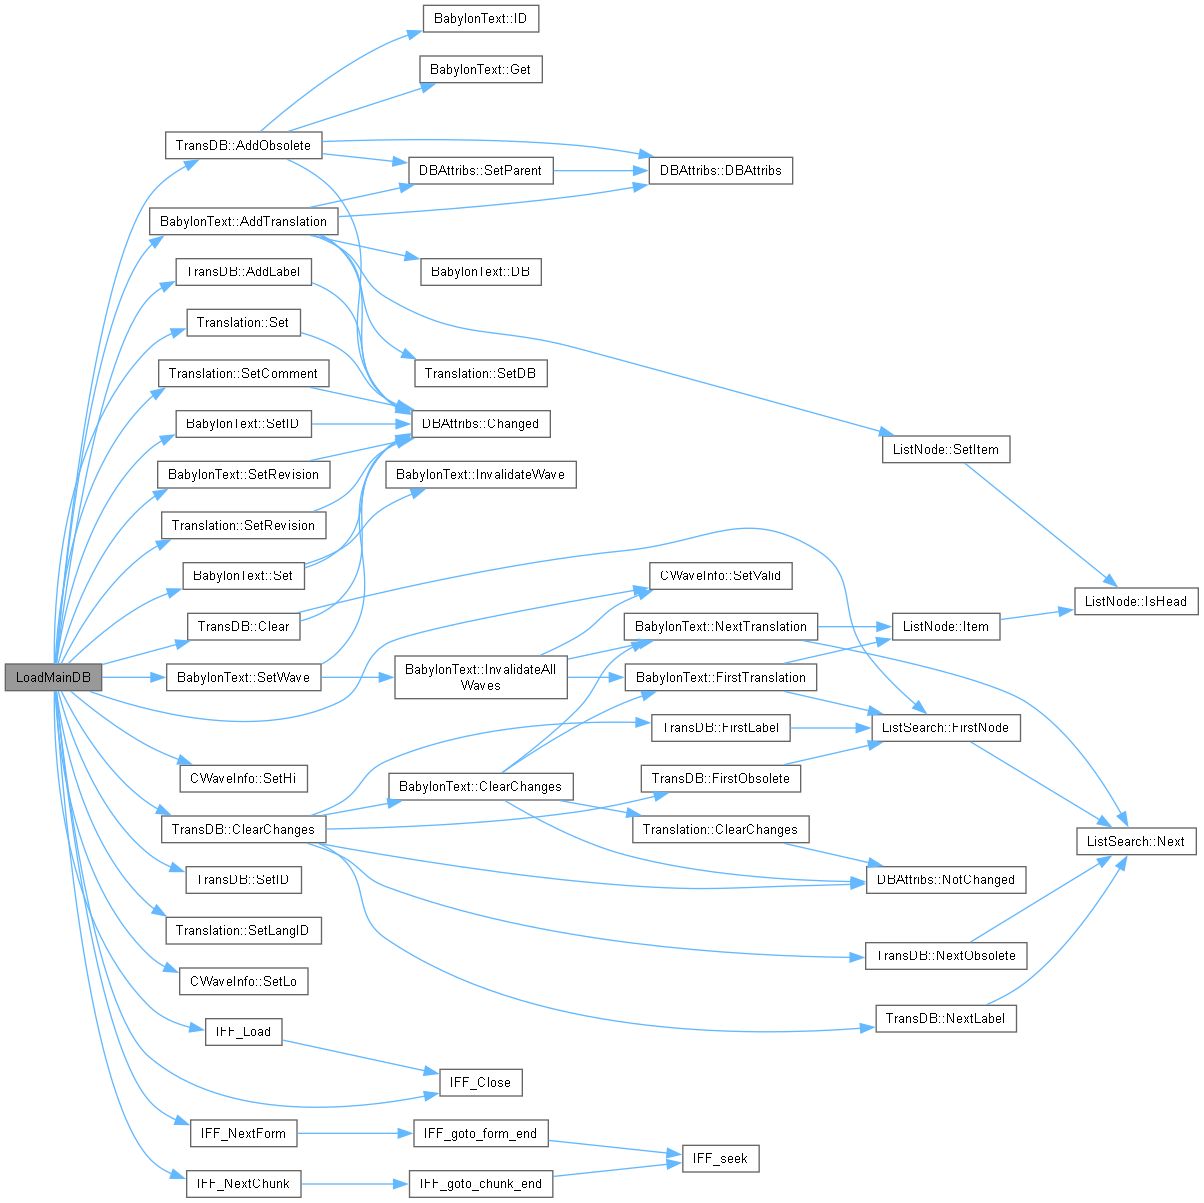 BabylonText::ID
BabylonText::Get
TransDB::AddObsolete
DBAttribs::SetParent
DBAttribs::DBAttribs
BabylonText::AddTranslation
TransDB::AddLabel
BabylonText::DB
Translation::Set
Translation::SetComment
Translation::SetDB
BabylonText::SetID
DBAttribs::Changed
ListNode::SetItem
BabylonText::SetRevision
BabylonText::InvalidateWave
Translation::SetRevision
BabylonText::Set
CWaveInfo::SetValid
ListNode::IsHead
TransDB::Clear
BabylonText::NextTranslation
ListNode::Item
LoadMainDB
BabylonText::SetWave
BabylonText::InvalidateAll
Waves
BabylonText::FirstTranslation
TransDB::FirstLabel
ListSearch::FirstNode
CWaveInfo::SetHi
BabylonText::ClearChanges
TransDB::FirstObsolete
TransDB::ClearChanges
Translation::ClearChanges
ListSearch::Next
TransDB::SetID
DBAttribs::NotChanged
Translation::SetLangID
TransDB::NextObsolete
CWaveInfo::SetLo
TransDB::NextLabel
IFF_Load
IFF_Close
IFF_NextForm
IFF_goto_form_end
IFF_seek
IFF_NextChunk
IFF_goto_chunk_end